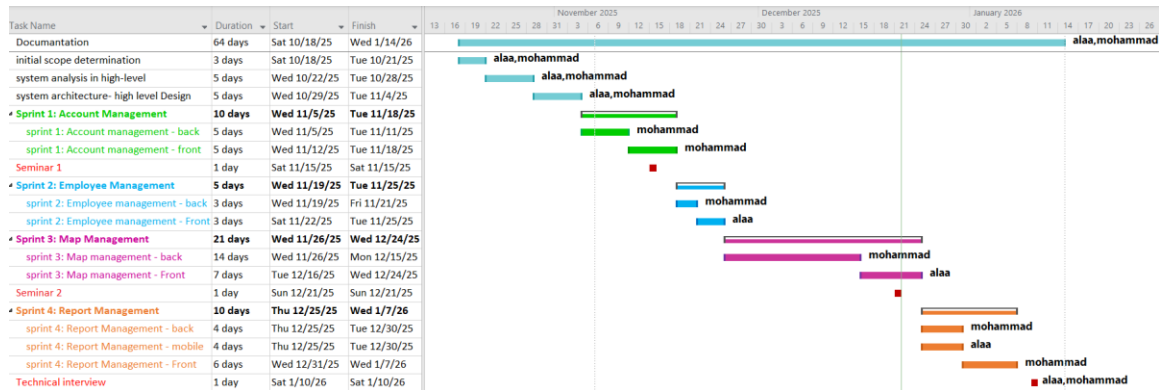 November 2025 December 2025 January 2026
Task Name Duration Start Finish 13 16 19 22 25 28 31 3 6 9 12 15 18 21 24 27 30 3 6 9 12 15 18 21 24 27 30 2 5 8 11 14 17 20 23 26
Documantation 64 days Sat 10/18/25 Wed 1/14/26 alaa,mohammad
initial scope determination 3 days Sat 10/18/25 Tue 10/21/25 alaa,mohammad
system analysis in high-level 5 days Wed 10/22/25 Tue 10/28/25 alaa,mohammad
system architecture- high level Design 5 days Wed 10/29/25 Tue 11/4/25 alaa,mohammad
Sprint 1: Account Management 10 days Wed 11/5/25 Tue 11/18/25
sprint 1: Account management - back 5 days Wed 11/5/25 Tue 11/11/25 mohammad
sprint 1: Account management - front 5 days Wed 11/12/25 Tue 11/18/25 mohammad
Seminar 1 1 day Sat 11/15/25 Sat 11/15/25
Sprint 2: Employee Management 5 days Wed 11/19/25 Tue 11/25/25
sprint 2: Employee management - back 3 days Wed 11/19/25 Fri 11/21/25 mohammad
sprint 2: Employee management - Front 3 days Sat 11/22/25 Tue 11/25/25 alaa
Sprint 3: Map Management 21 days Wed 11/26/25 Wed 12/24/25
sprint 3: Map management - back 14 days Wed 11/26/25 Mon 12/15/25 mohammad
sprint 3: Map management - Front 7 days Tue 12/16/25 Wed 12/24/25 alaa
Seminar 2 1 day Sun 12/21/25 Sun 12/21/25
Sprint 4: Report Management 10 days Thu 12/25/25 Wed 1/7/26
sprint 4: Report Management - back 4 days Thu 12/25/25 Tue 12/30/25 mohammad
sprint 4: Report Management - mobile 4 days Thu 12/25/25 Tue 12/30/25 alaa
sprint 4: Report Management - Front 6 days Wed 12/31/25 Wed 1/7/26 mohammad
Technical interview 1 day Sat 1/10/26 Sat 1/10/26 alaa,mohammad